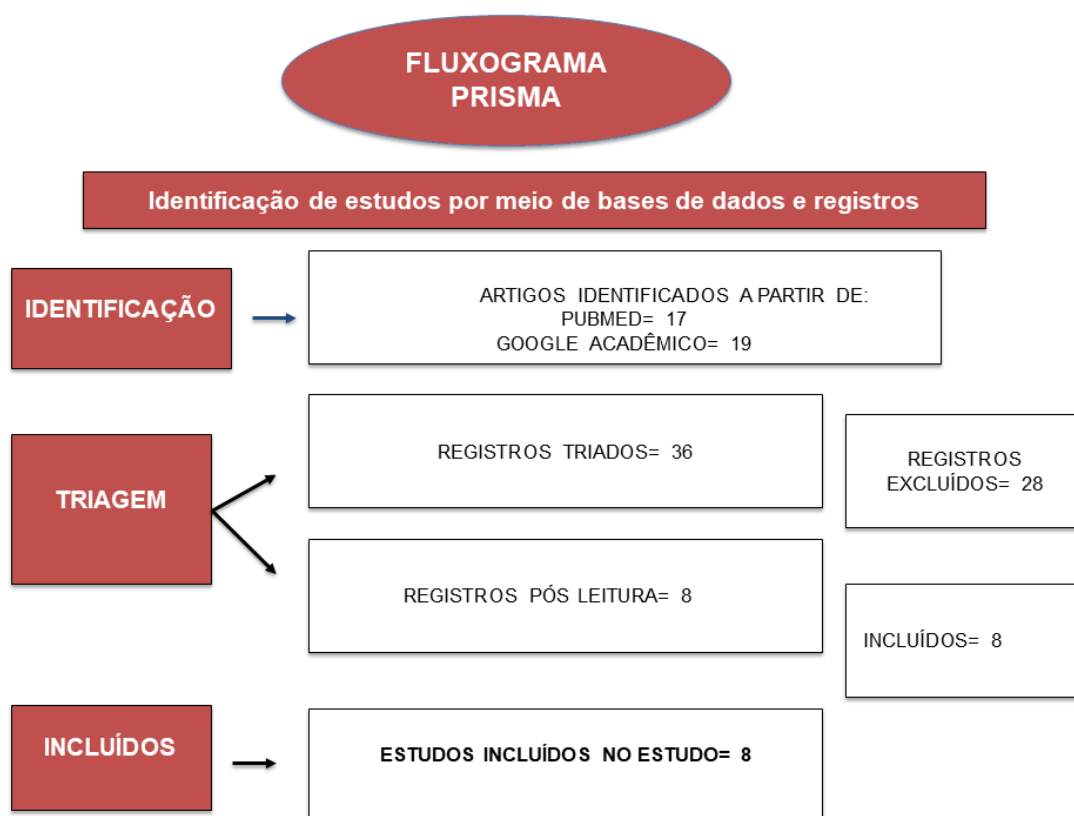 FLUXOGRAMA
PRISMA
Identificação de estudos por meio de bases de dados e registros
IDENTIFICAÇÃO
ARTIGOS IDENTIFICADOS A PARTIR DE:
PUBMED= 17
GOOGLE ACADÊMICO= 19
TRIAGEM
REGISTROS TRIADOS= 36
REGISTROS
EXCLUÍDOS= 28
REGISTROS PÓS LEITURA= 8
INCLUÍDOS= 8
INCLUÍDOS
ESTUDOS INCLUÍDOS NO ESTUDO= 8